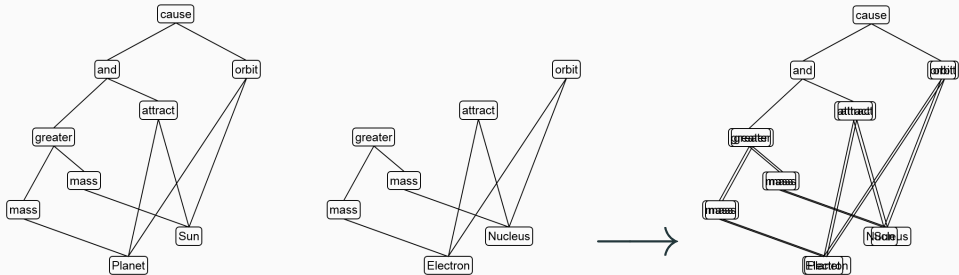 cause
and
orbit
attract
greater
mass
mass
Sun
Planet
orbit
attract
greater
mass
mass
Nucleus
Electron
cause
and